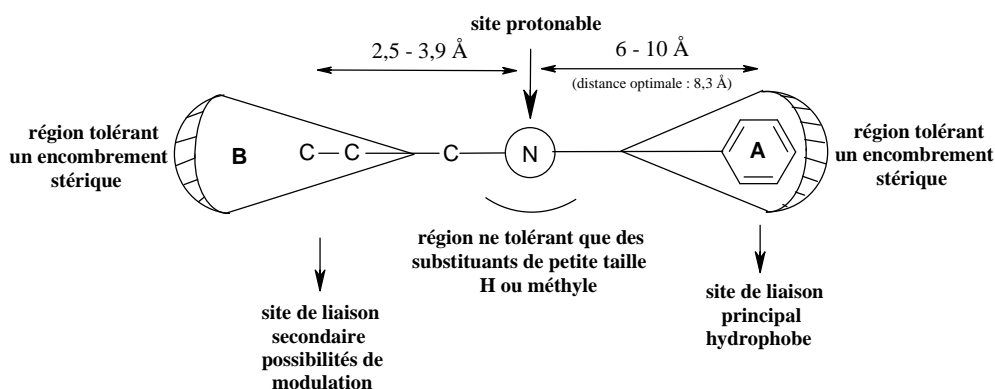 site protonable
2,5 - 3,9 Å
6 - 10 Å
(distance optimale : 8,3 Å)
région tolérant
un encombrement
stérique
B
C
C
C
N
A
région tolérant
un encombrement
stérique
région ne tolérant que des
substituants de petite taille
H ou méthyle
site de liaison
secondaire
possibilités de
modulation
site de liaison
principal
hydrophobe